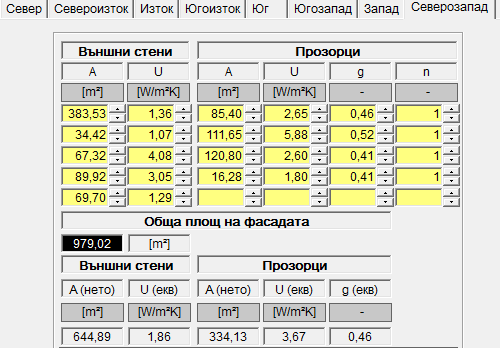 Север Североизток Изток Югоизток Юг Югозапад Запад Северозапад
Външни стени Прозорци
A U A U g n
[m²] [W/m²K] [m²] [W/m²K] - -
383,53 1,36 85,40 2,65 0,46 1
34,42 1,07 111,65 5,88 0,52 1
67,32 4,08 120,80 2,60 0,41 1
89,92 3,05 16,28 1,80 0,41 1
69,70 1,29
Обща площ на фасадата
979,02 [m²]
Външни стени Прозорци
A (нето) U (екв) A (нето) U (екв) g (екв)
[m²] [W/m²K] [m²] [W/m²K] -
644,89 1,86 334,13 3,67 0,46